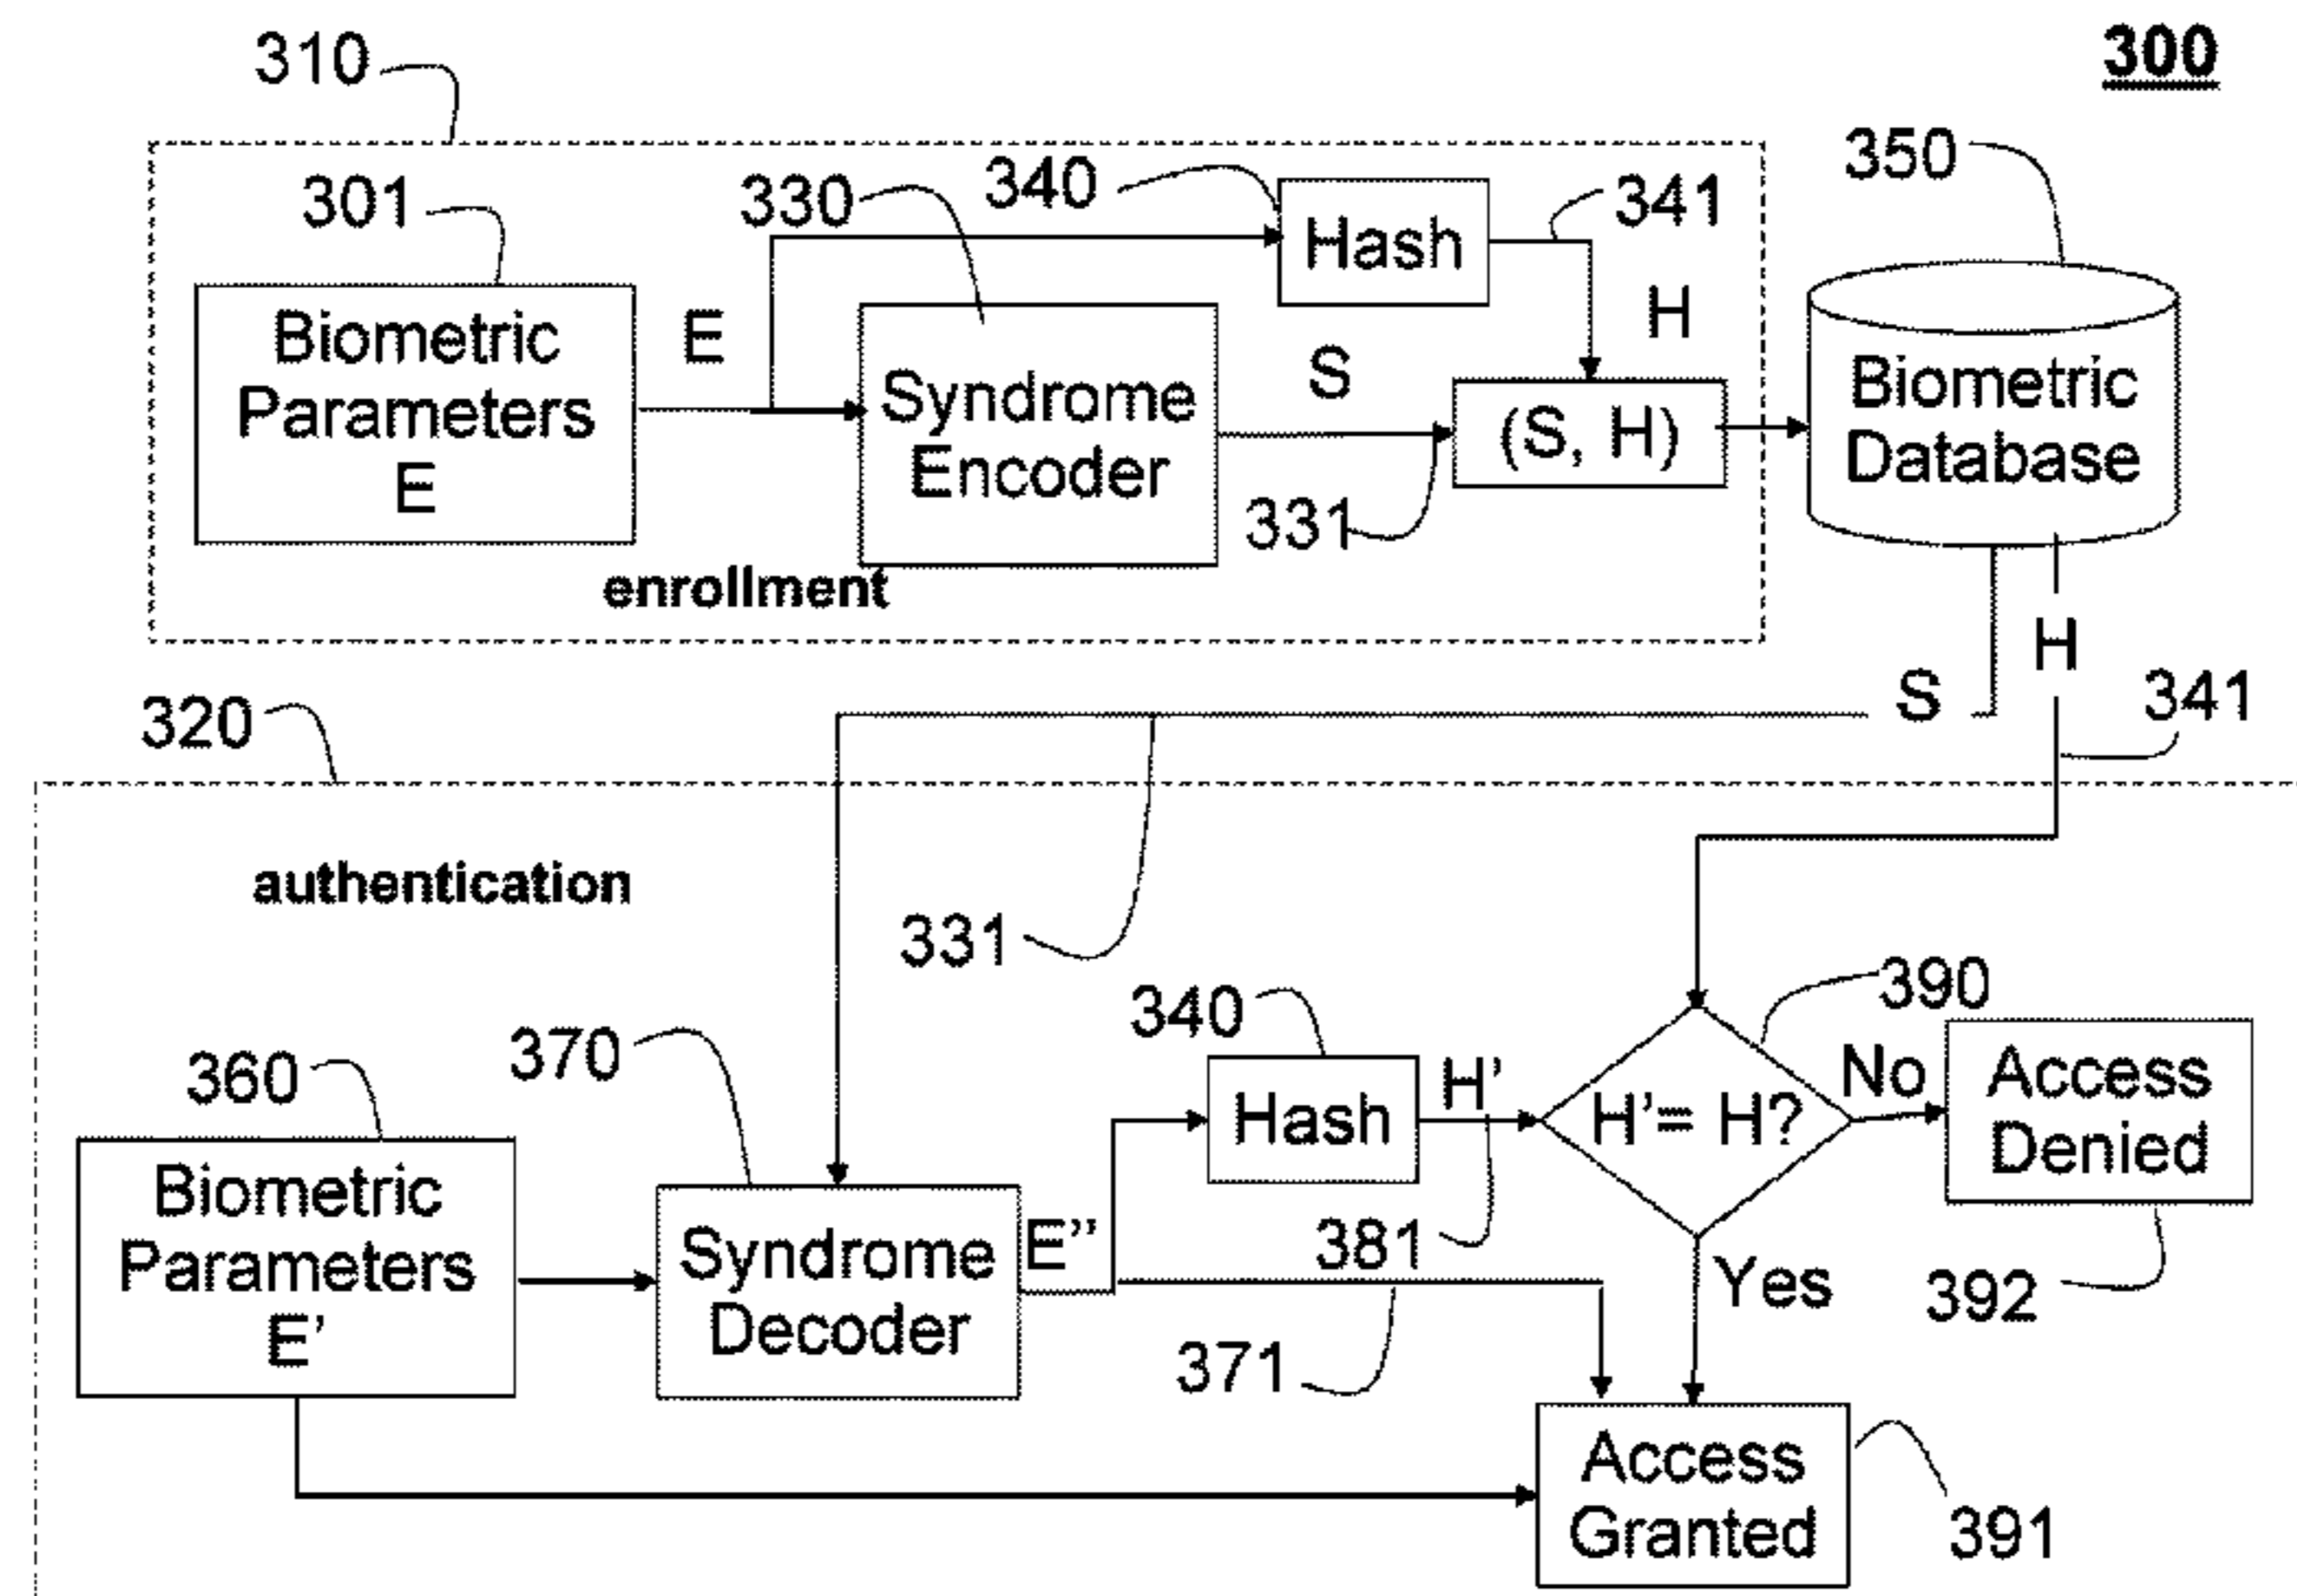 310
300
301
330
340
341
350
Hash
H
Biometric
Parameters
E
E
Syndrome
Encoder
S
(S, H)
331
Biometric
Database
enrollment
H
S
341
320
authentication
331
390
340
370
360
H'
H'= H?
No
Access
Denied
Hash
Biometric
Parameters
E'
Syndrome
Decoder
E''
381
Yes
392
371
Access
Granted
391